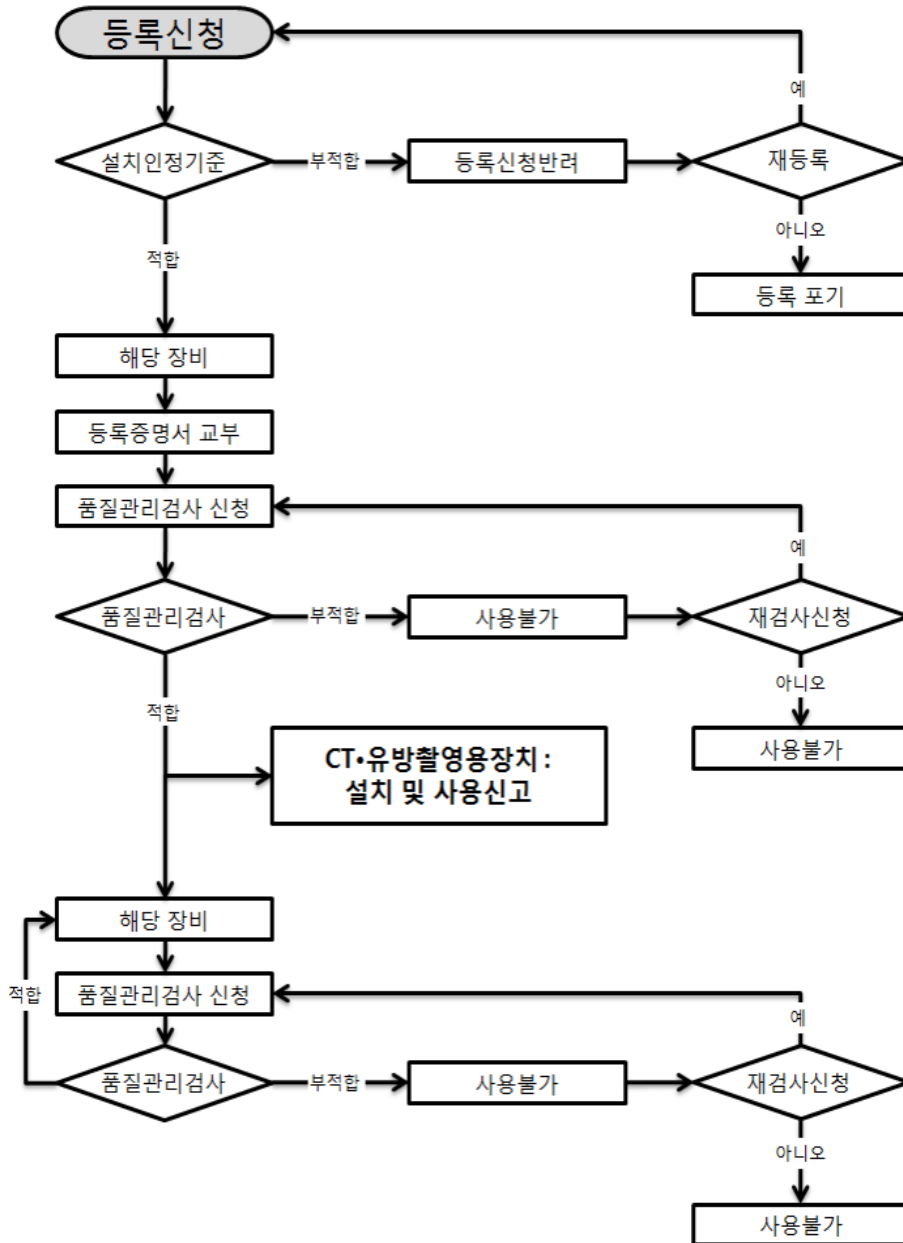 등록신청
예
설치인정기준
부적합
등록신청반려
재등록
아니오
적합
등록 포기
해당 장비
등록증명서 교부
품질관리검사 신청
예
품질관리검사
부적합
사용불가
재검사신청
아니오
적합
사용불가
CT•유방촬영용장치 :
설치 및 사용신고
해당 장비
적합
품질관리검사 신청
예
품질관리검사
부적합
사용불가
재검사신청
아니오
사용불가